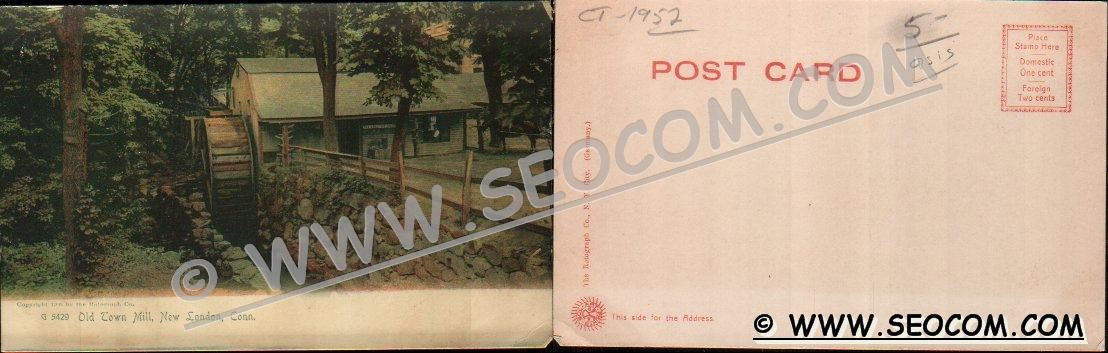 Copyright by the Rotograph Co.
G 5429 Old Town Mill, New London, Conn.
© WWW.SEOCOM.COM
CT-1952
5-
asis
POST CARD
Place
Stamp Here
Domestic
One cent
Foreign
Two cents
The Rotograph Co., N. Y. City. (Germany.)
This side for the Address.
© WWW.SEOCOM.COM